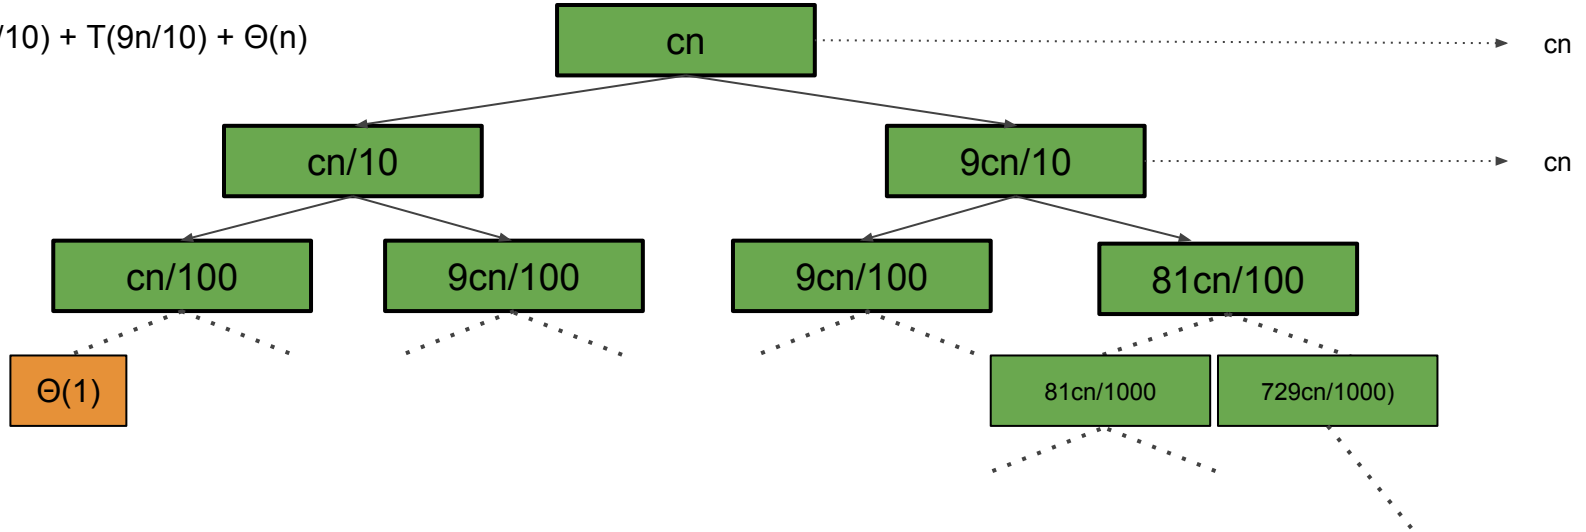 /10) + T(9n/10) + Θ(n)
cn
cn
cn/10
9cn/10
cn
cn/100
9cn/100
9cn/100
81cn/100
Θ(1)
81cn/1000
729cn/1000)